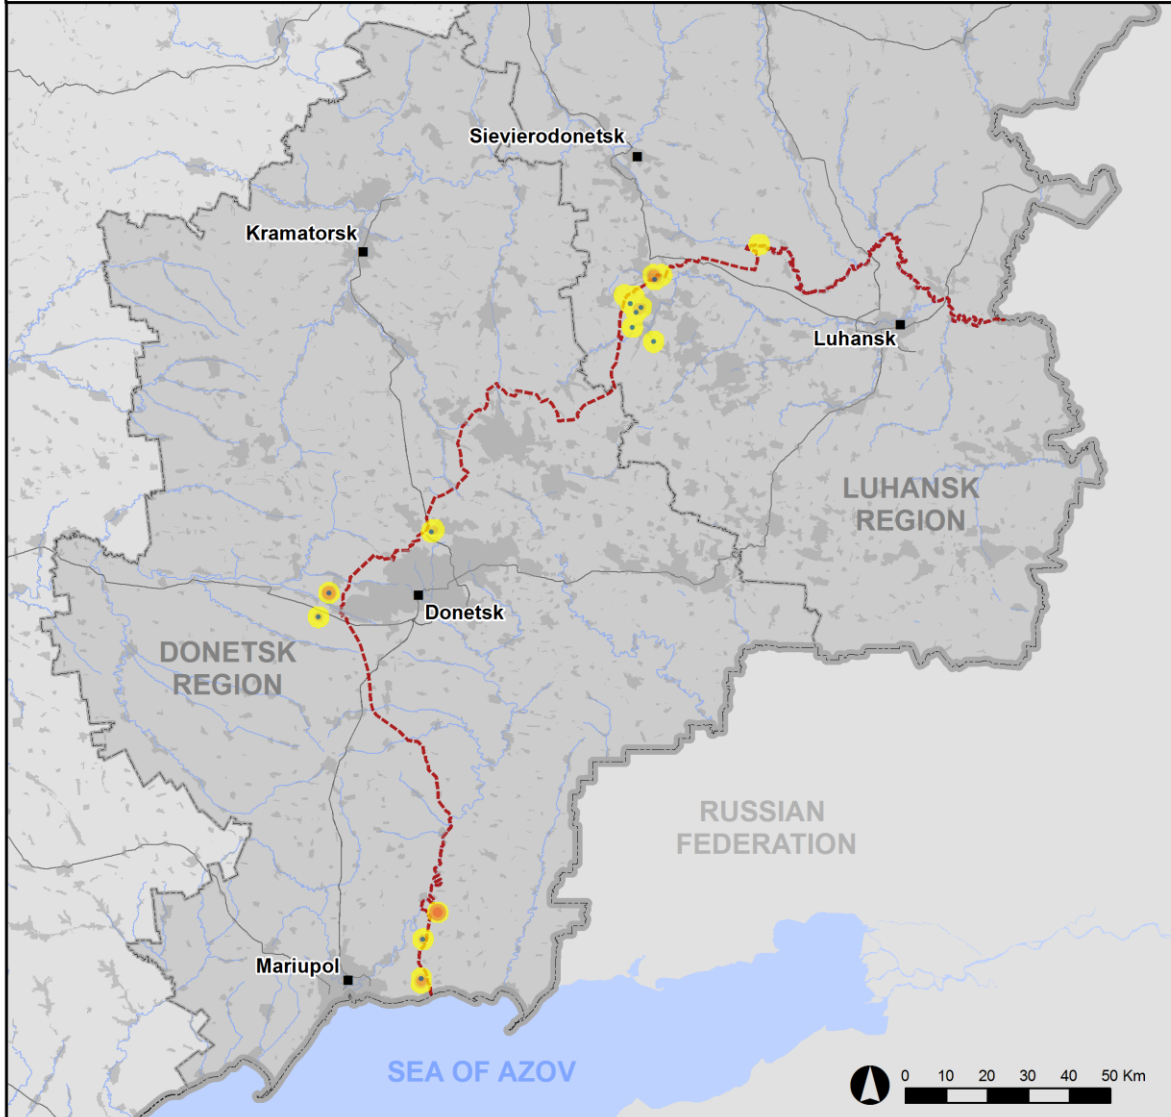 Sievierodonetsk
Kramatorsk
Luhansk
LUHANSK
REGION
Donetsk
DONETSK
REGION
RUSSIAN
FEDERATION
Mariupol
SEA OF AZOV
0 10 20 30 40 50 Km